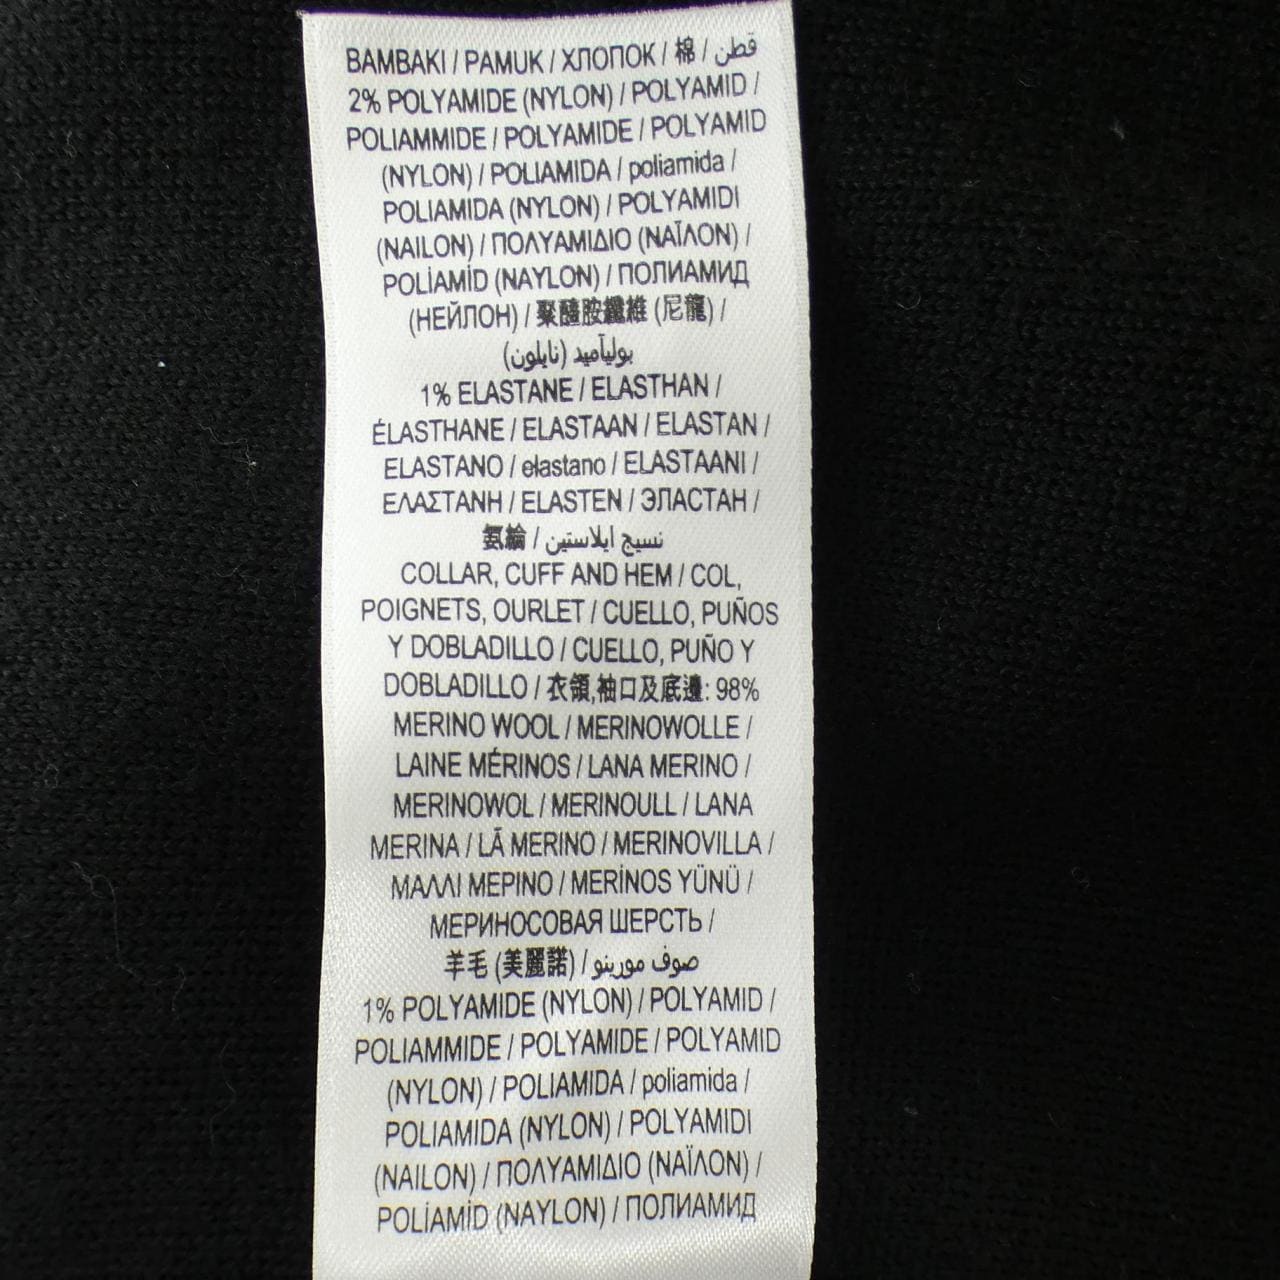 BAMBAKI / PAMUK / ХЛОПОК / 棉 / قطن
2% POLYAMIDE (NYLON) / POLYAMID /
POLIAMMIDE / POLYAMIDE / POLYAMID
(NYLON) / POLIAMIDA / poliamida /
POLIAMIDA (NYLON) / POLYAMIDI
(NAILON) / ΠΟΛΥΑΜΙΔΙΟ (ΝΑΪΛΟΝ) /
POLİAMİD (NAYLON) / ПОЛИАМИД
(НЕЙЛОН) / 聚醯胺纖維 (尼龍) /
بوليآميد (نايلون)
1% ELASTANE / ELASTHAN /
ÉLASTHANE / ELASTAAN / ELASTAN /
ELASTANO / elastano / ELASTAANI /
ΕΛΑΣΤΑΝΗ / ELASTEN / ЭЛАСТАН /
氨綸 / نسيج ايلاستين
COLLAR, CUFF AND HEM / COL,
POIGNETS, OURLET / CUELLO, PUÑOS
Y DOBLADILLO / CUELLO, PUÑO Y
DOBLADILLO / 衣領,袖口及底邊: 98%
MERINO WOOL / MERINOWOLLE /
LAINE MÉRINOS / LANA MERINO /
MERINOWOL / MERINOULL / LANA
MERINA / LÃ MERINO / MERINOVILLA /
ΜΑΛΛΙ ΜΕΡΙΝΟ / MERİNOS YÜNÜ /
МЕРИНОСОВАЯ ШЕРСТЬ /
羊毛 (美麗諾) / صوف مورينو
1% POLYAMIDE (NYLON) / POLYAMID /
POLIAMMIDE / POLYAMIDE / POLYAMID
(NYLON) / POLIAMIDA / poliamida /
POLIAMIDA (NYLON) / POLYAMIDI
(NAILON) / ΠΟΛΥΑΜΙΔΙΟ (ΝΑΪΛΟΝ) /
POLİAMİD (NAYLON) / ПОЛИАМИД